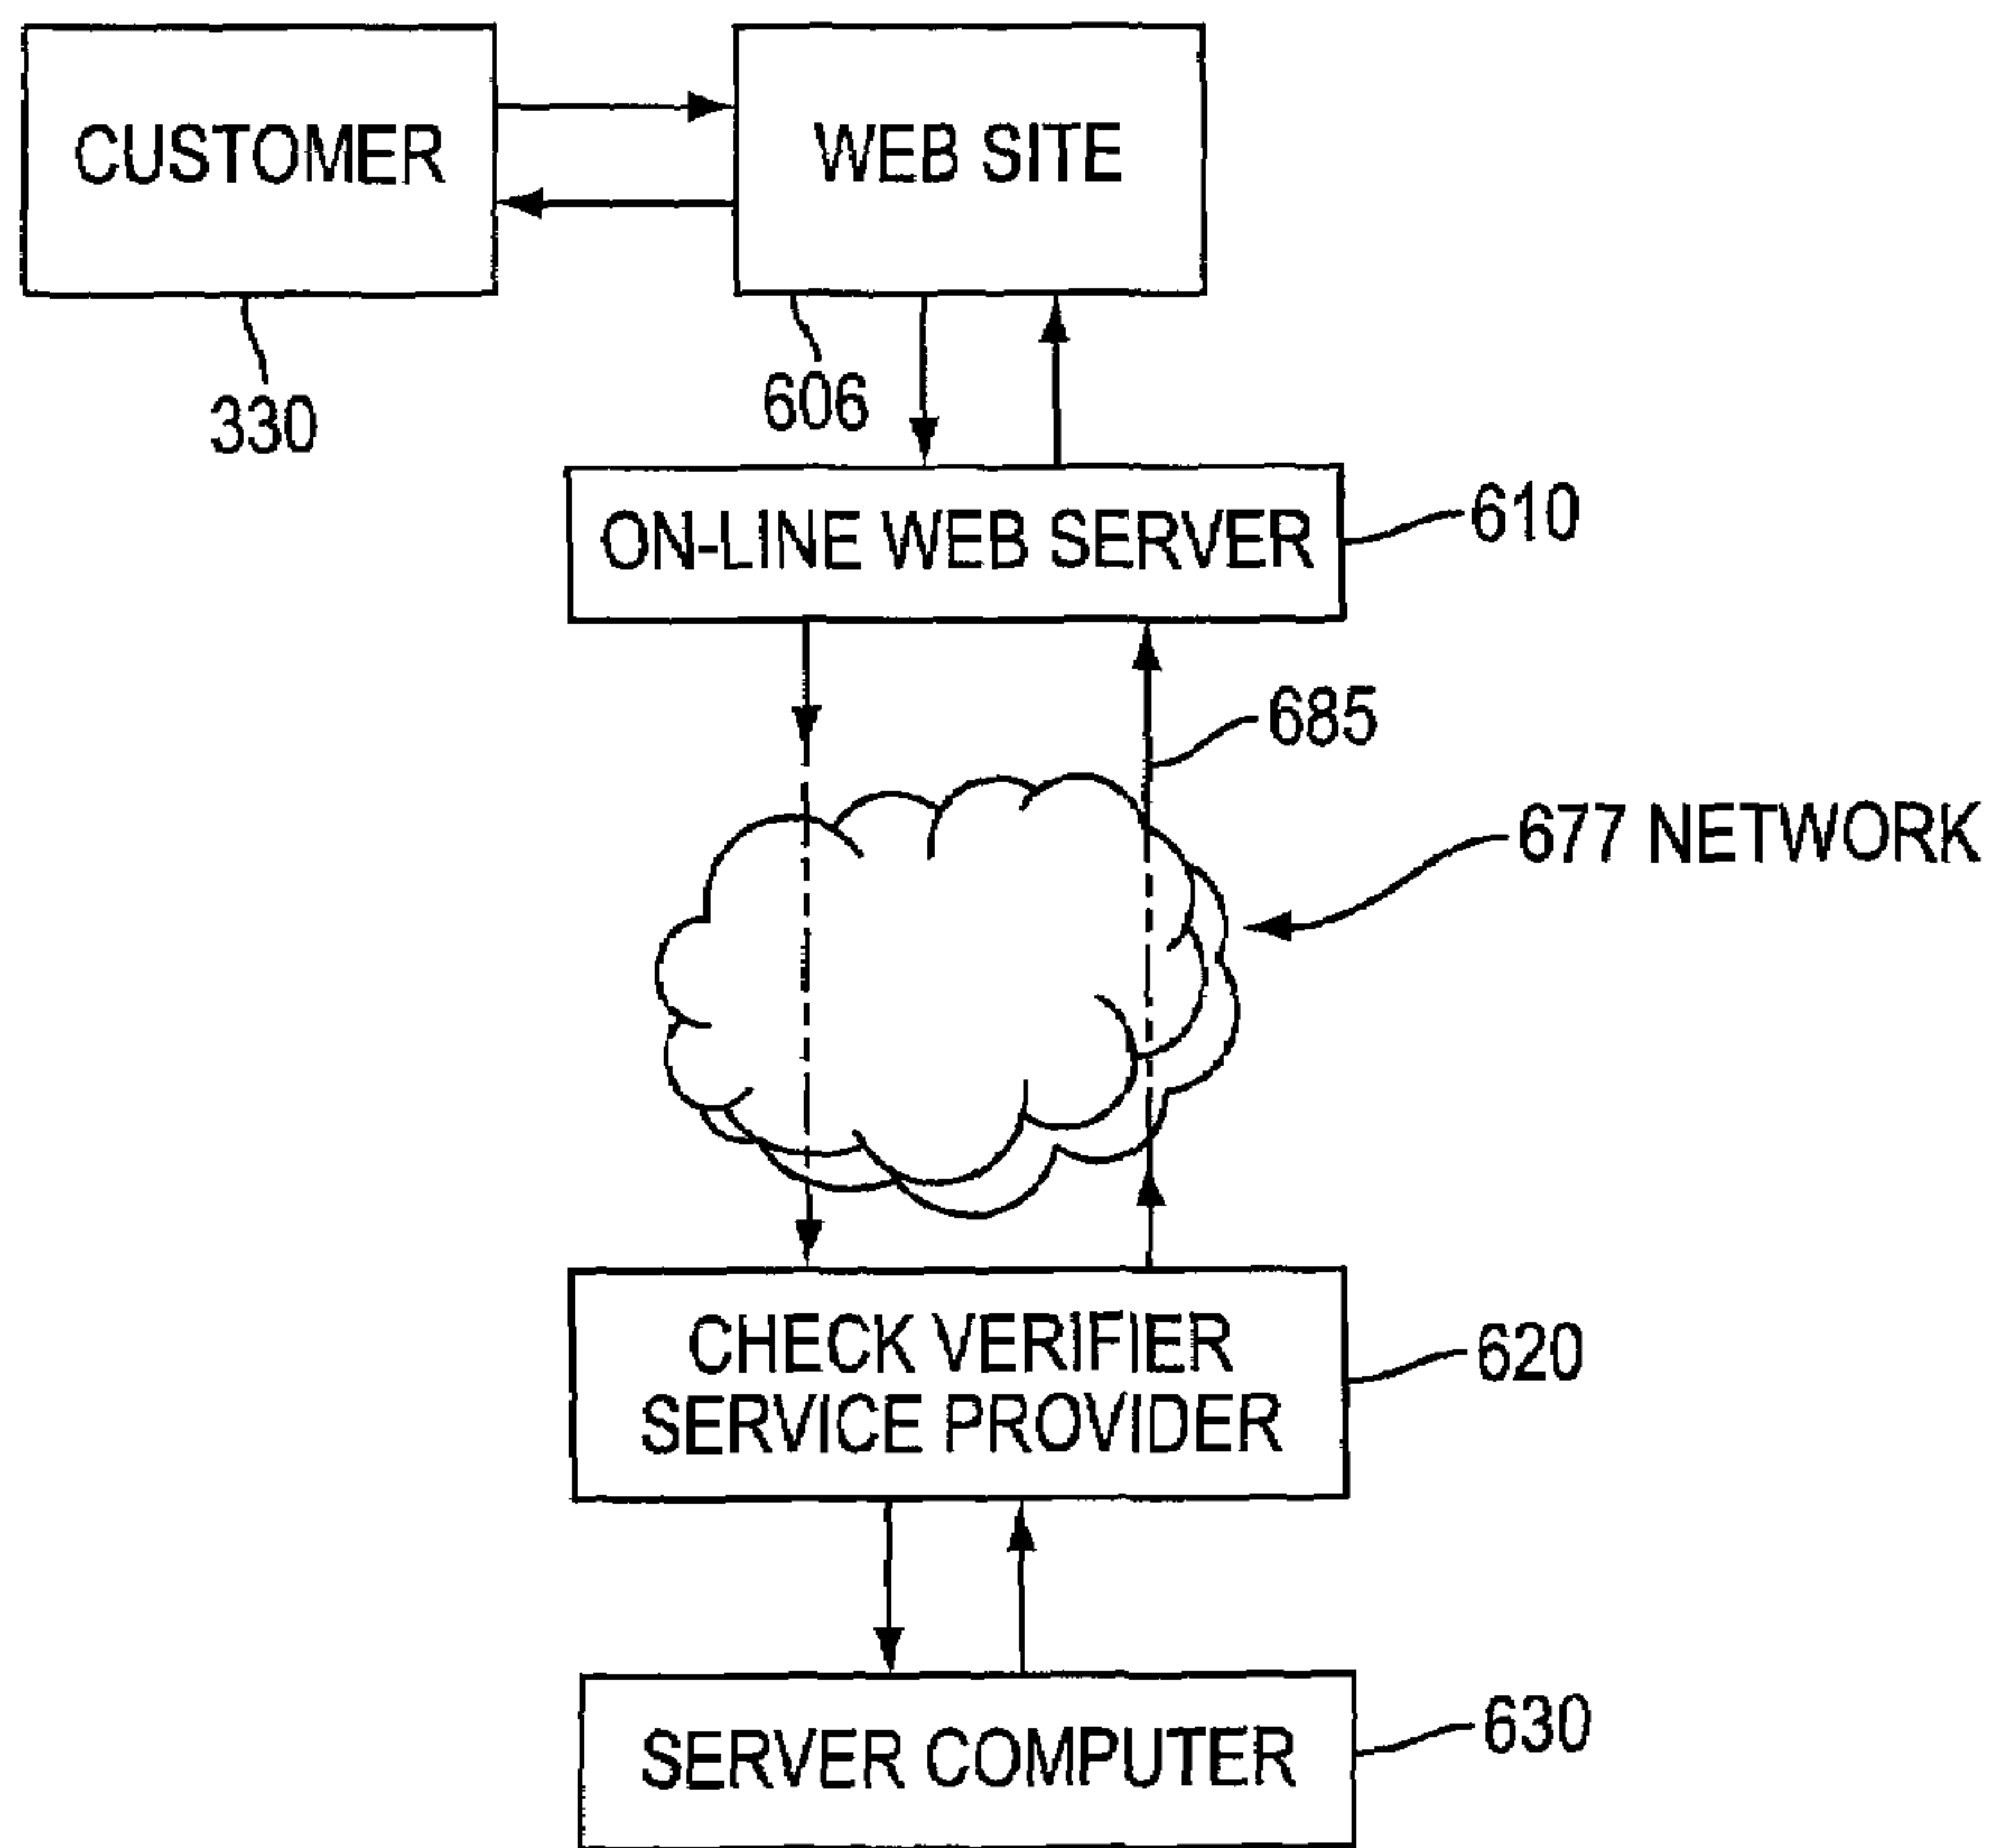 CUSTOMER
WEB SITE
330
606
ON-LINE WEB SERVER
610
685
677 NETWORK
CHECK VERIFIER
SERVICE PROVIDER
620
SERVER COMPUTER
630